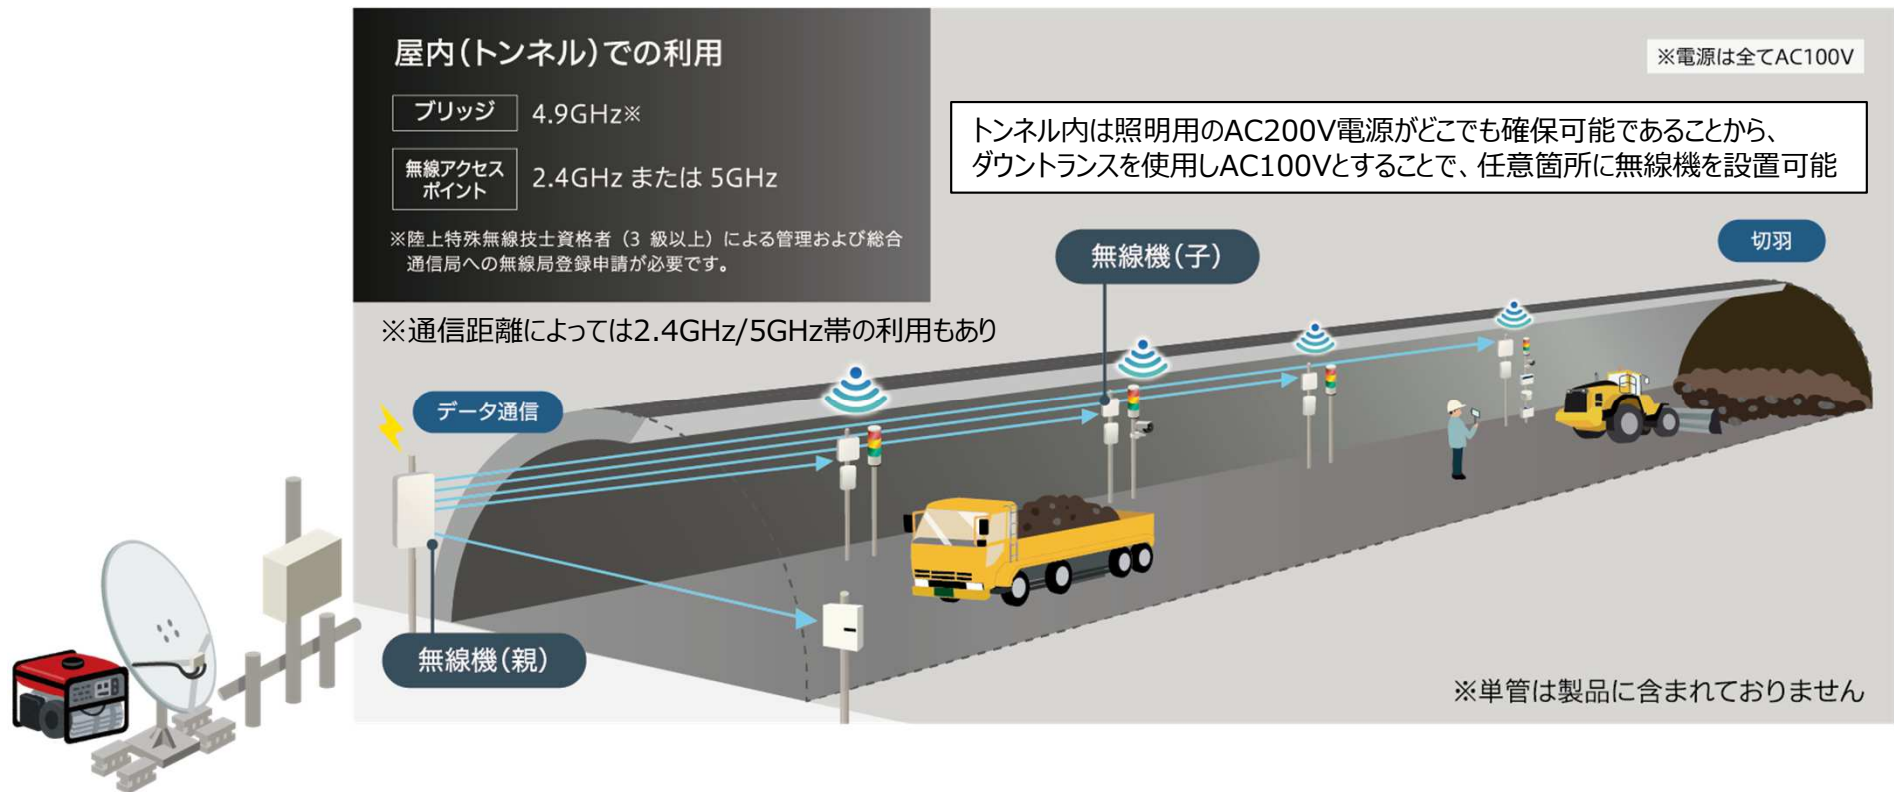 屋内(トンネル)での利用
ブリッジ 4.9GHz※
無線アクセス
ポイント
2.4GHz または 5GHz
※陸上特殊無線技士資格者（3 級以上）による管理および総合
通信局への無線局登録申請が必要です。
※電源は全てAC100V
トンネル内は照明用のAC200V電源がどこでも確保可能であることから、
ダウントランスを使用しAC100Vとすることで、任意箇所に無線機を設置可能
切羽
無線機(子)
※通信距離によっては2.4GHz/5GHz帯の利用もあり
データ通信
無線機(親)
※単管は製品に含まれておりません